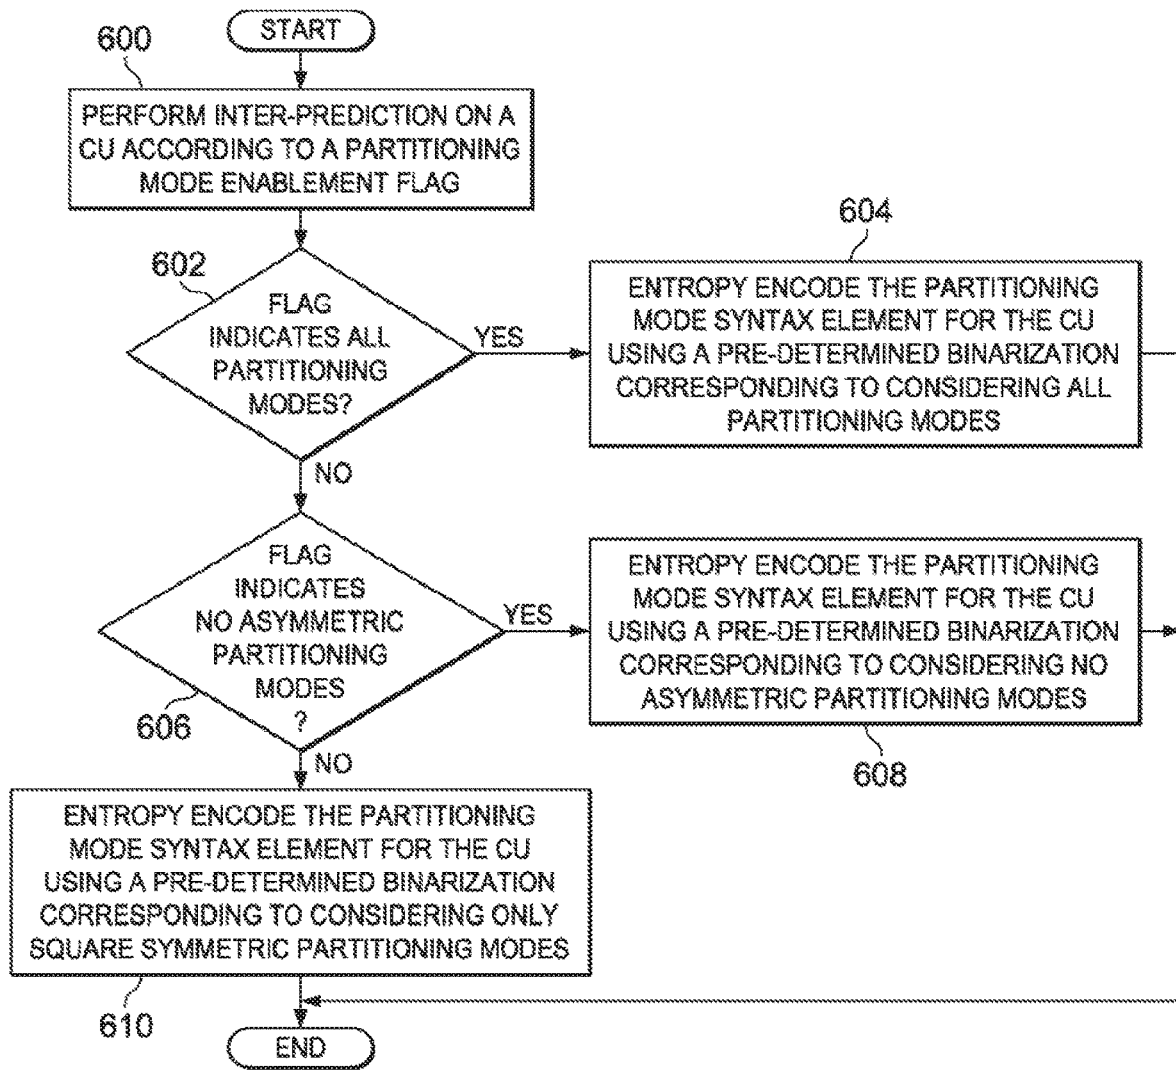 START
600
PERFORM INTER-PREDICTION ON A
CU ACCORDING TO A PARTITIONING
MODE ENABLEMENT FLAG
602
FLAG
INDICATES ALL
PARTITIONING
MODES?
YES
NO
604
ENTROPY ENCODE THE PARTITIONING
MODE SYNTAX ELEMENT FOR THE CU
USING A PRE-DETERMINED BINARIZATION
CORRESPONDING TO CONSIDERING ALL
PARTITIONING MODES
FLAG
INDICATES
NO ASYMMETRIC
PARTITIONING
MODES
?
606
YES
NO
ENTROPY ENCODE THE PARTITIONING
MODE SYNTAX ELEMENT FOR THE CU
USING A PRE-DETERMINED BINARIZATION
CORRESPONDING TO CONSIDERING NO
ASYMMETRIC PARTITIONING MODES
608
ENTROPY ENCODE THE PARTITIONING
MODE SYNTAX ELEMENT FOR THE CU
USING A PRE-DETERMINED BINARIZATION
CORRESPONDING TO CONSIDERING ONLY
SQUARE SYMMETRIC PARTITIONING MODES
610
END